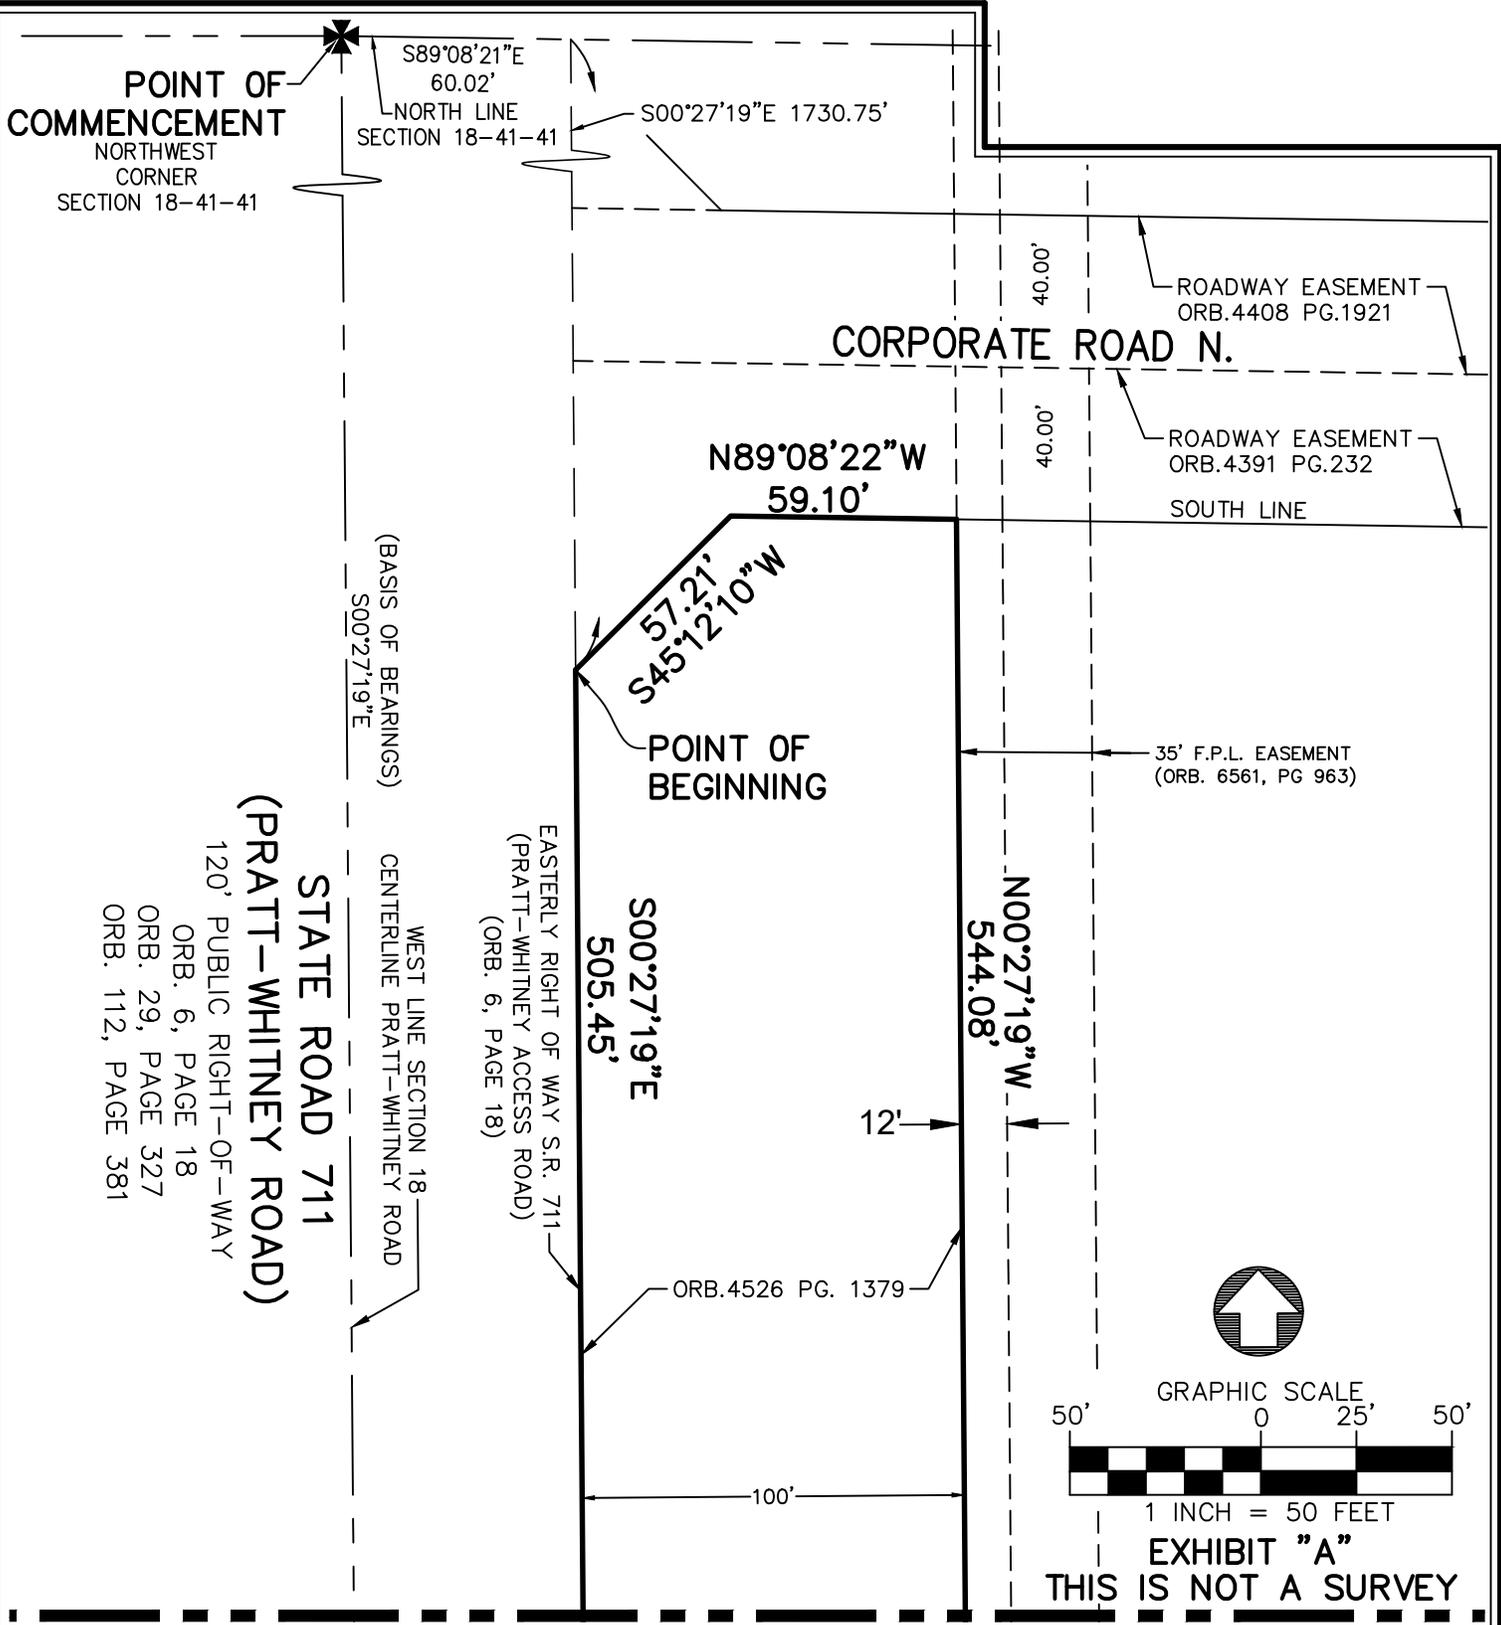 S89°08'21"E
60.02'
NORTH LINE
SECTION 18-41-41
POINT OF
COMMENCEMENT
NORTHWEST
CORNER
SECTION 18-41-41
S00°27'19"E 1730.75'
40.00'
ROADWAY EASEMENT
ORB.4408 PG.1921
CORPORATE ROAD N.
40.00'
ROADWAY EASEMENT
ORB.4391 PG.232
SOUTH LINE
N89°08'22"W
59.10'
57.21'
S45°12'10"W
POINT OF
BEGINNING
(BASIS OF BEARINGS)
S00°27'19"E
35' F.P.L. EASEMENT
(ORB. 6561, PG 963)
STATE ROAD 711
(PRATT-WHITNEY ROAD)
120' PUBLIC RIGHT-OF-WAY
ORB. 6, PAGE 18
ORB. 29, PAGE 327
ORB. 112, PAGE 381
WEST LINE SECTION 18
CENTERLINE PRATT-WHITNEY ROAD
EASTERLY RIGHT OF WAY S.R. 711
(PRATT-WHITNEY ACCESS ROAD)
(ORB. 6, PAGE 18)
S00°27'19"E
505.45'
N00°27'19"W
544.08'
12'
ORB.4526 PG. 1379
100'
GRAPHIC SCALE
50' 0 25' 50'
1 INCH = 50 FEET
EXHIBIT "A"
THIS IS NOT A SURVEY